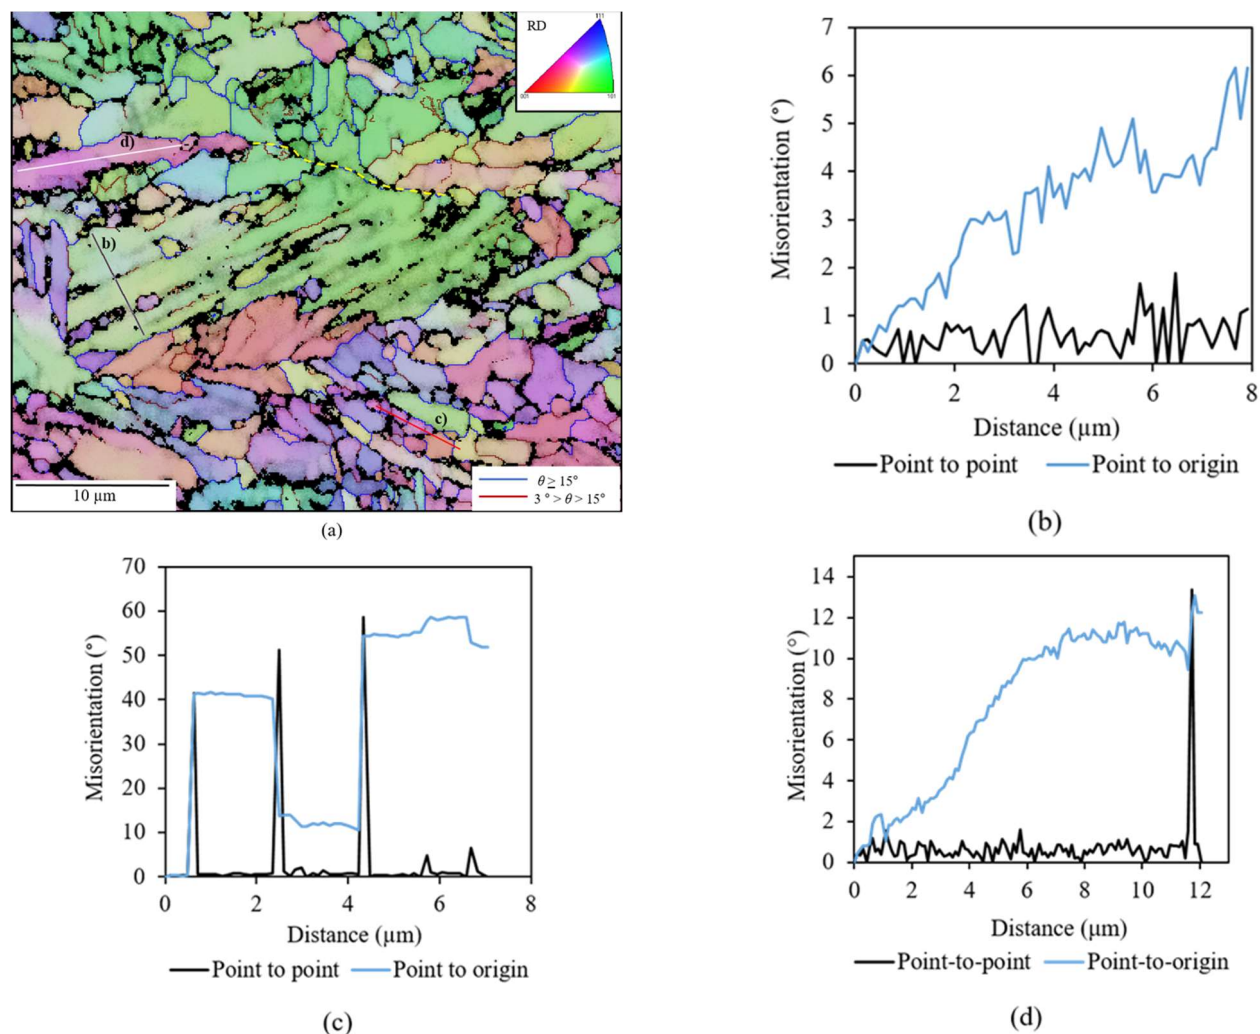 RD
111
001
101
d)
b)
c)
10 µm
θ ≥ 15°
3 ° > θ > 15°
(a)
7
6
5
4
3
2
1
0
Misorientation (°)
0 2 4 6 8
Distance (µm)
Point to point Point to origin
(b)
70
60
50
40
30
20
10
0
Misorientation (°)
0 2 4 6 8
Distance (µm)
Point to point Point to origin
(c)
14
12
10
8
6
4
2
0
Misorientation (°)
0 2 4 6 8 10 12
Distance (µm)
Point-to-point Point-to-origin
(d)